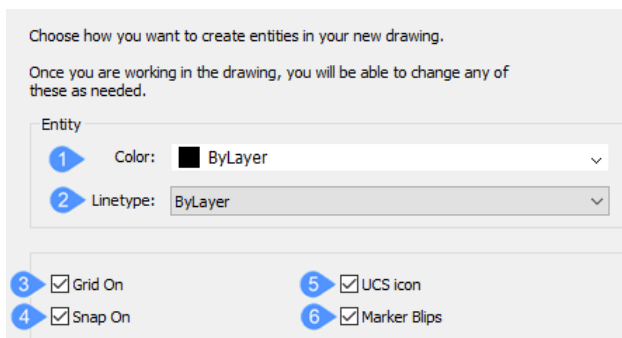 Choose how you want to create entities in your new drawing.
Once you are working in the drawing, you will be able to change any of
these as needed.
Entity
1 Color: ByLayer
2 Linetype: ByLayer
3 Grid On 5 UCS icon
4 Snap On 6 Marker Blips